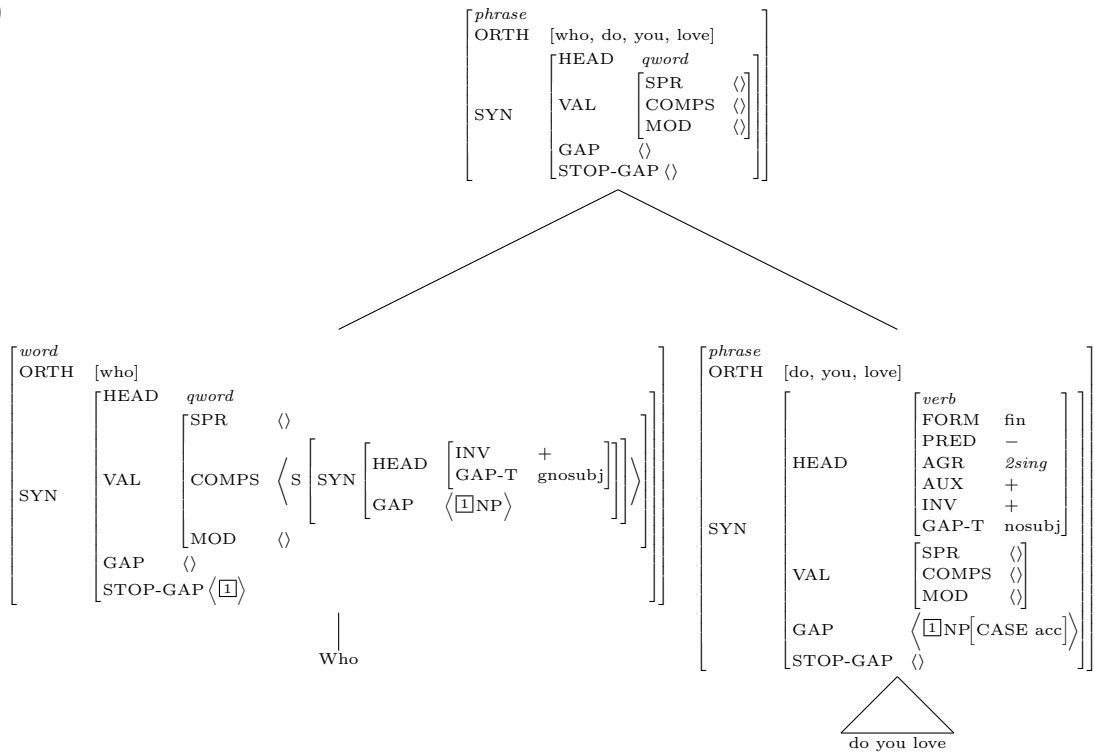 )
phrase
ORTH [who, do, you, love]
SYN
HEAD qword
VAL
SPR ⟨⟩
COMPS ⟨⟩
MOD ⟨⟩
GAP ⟨⟩
STOP-GAP ⟨⟩
word
ORTH [who]
SYN
HEAD qword
VAL
SPR ⟨⟩
COMPS ⟨ S [ SYN [ HEAD [ INV +
GAP-T gnosubj ]
GAP ⟨ 1 NP ⟩ ] ] ⟩
MOD ⟨⟩
GAP ⟨⟩
STOP-GAP ⟨ 1 ⟩
Who
phrase
ORTH [do, you, love]
SYN
HEAD
verb
FORM fin
PRED −
AGR 2sing
AUX +
INV +
GAP-T nosubj
VAL
SPR ⟨⟩
COMPS ⟨⟩
MOD ⟨⟩
GAP ⟨ 1 NP[CASE acc] ⟩
STOP-GAP ⟨⟩
do you love